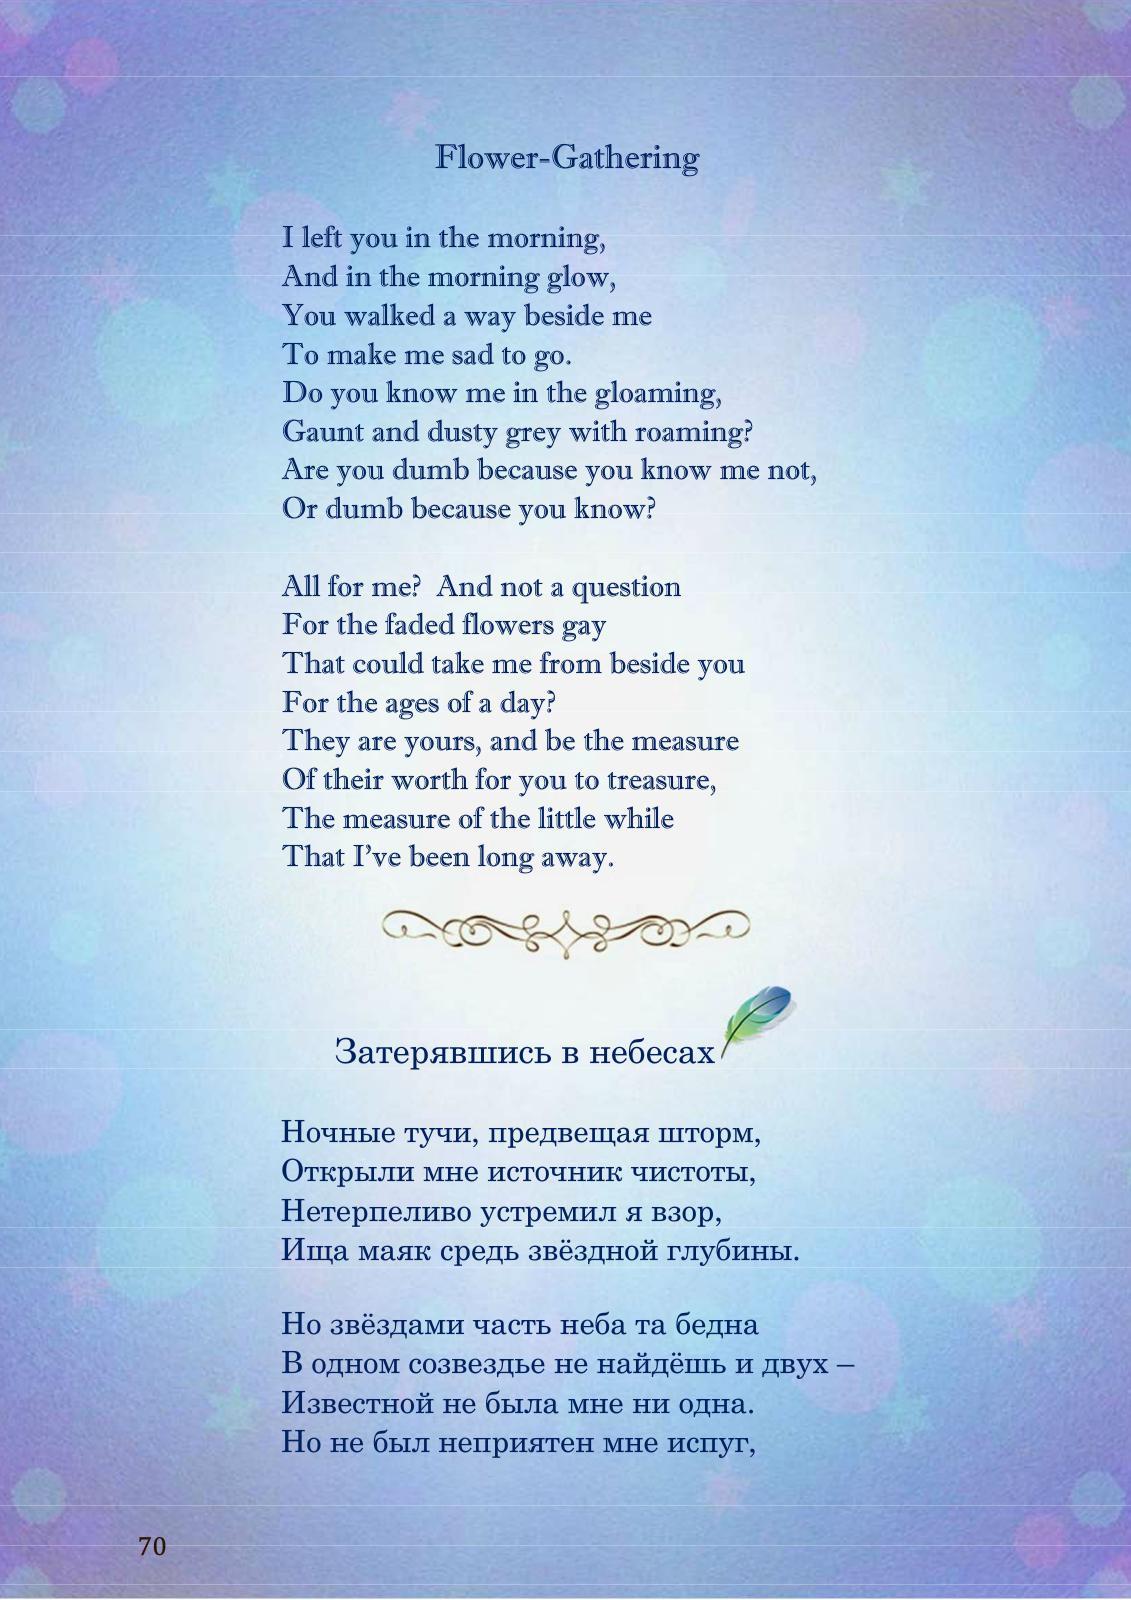 Flower-Gathering
I left you in the morning,
And in the morning glow,
You walked a way beside me
To make me sad to go.
Do you know me in the gloaming,
Gaunt and dusty grey with roaming?
Are you dumb because you know me not,
Or dumb because you know?
All for me?  And not a question
For the faded flowers gay
That could take me from beside you
For the ages of a day?
They are yours, and be the measure
Of their worth for you to treasure,
The measure of the little while
That I’ve been long away.
Затерявшись в небесах
Ночные тучи, предвещая шторм,
Открыли мне источник чистоты,
Нетерпеливо устремил я взор,
Ища маяк средь звёздной глубины.
Но звёздами часть неба та бедна
В одном созвездье не найдёшь и двух –
Известной не была мне ни одна.
Но не был неприятен мне испуг,
70